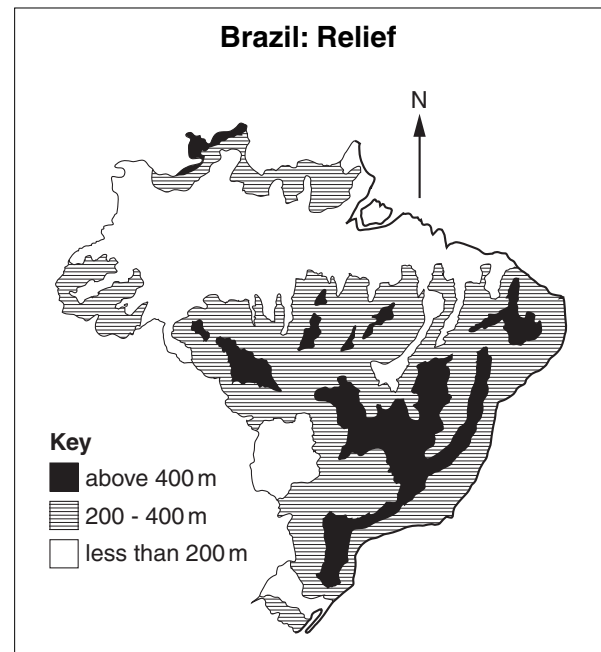 Brazil: Relief
N
Key
above 400 m
200 - 400 m
less than 200 m